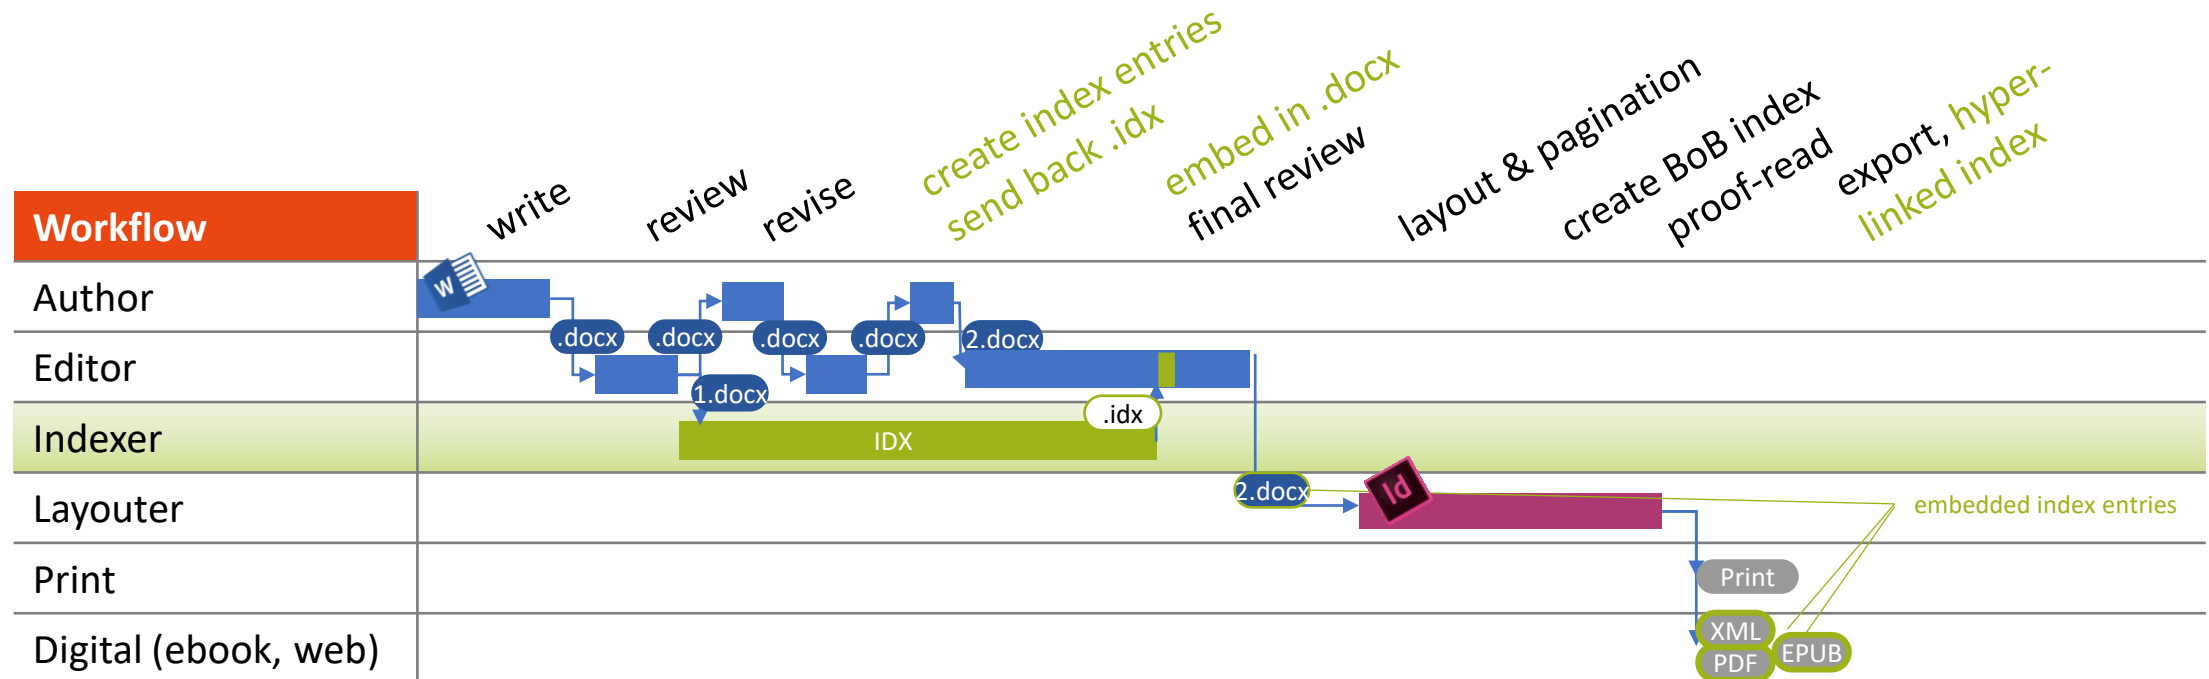 create index entries
send back .idx
embed in .docx
final review
write
review
revise
layout & pagination
create BoB index
proof-read
export, hyper-
linked index
Workflow
W
Author
.docx
.docx
.docx
.docx
2.docx
Editor
1.docx
.idx
Indexer
IDX
Id
2.docx
Layouter
embedded index entries
Print
Print
XML
Digital (ebook, web)
EPUB
PDF